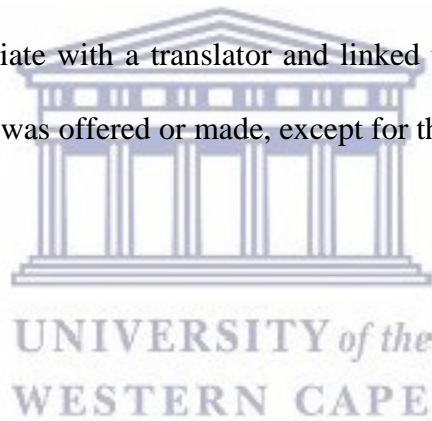 iate with a translator and linked
was offered or made, except for th
UNIVERSITY of the
WESTERN CAPE